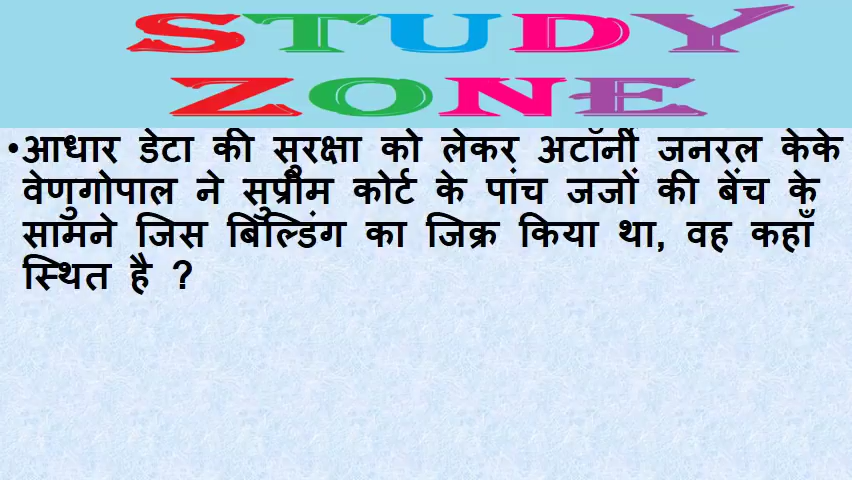 STUDY
ZONE
•आधार डेटा की सुरक्षा को लेकर अटॉर्नी जनरल केके
वेणुगोपाल ने सुप्रीम कोर्ट के पांच जजों की बेंच के
सामने जिस बिल्डिंग का जिक्र किया था, वह कहाँ
स्थित है ?